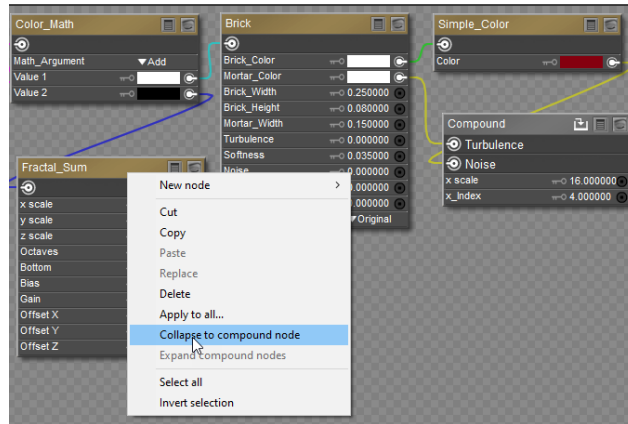 Color_Math
Math_Argument ▼Add
Value 1
Value 2
Brick
Brick_Color
Mortar_Color
Brick_Width 0.250000
Brick_Height 0.080000
Mortar_Width 0.150000
Turbulence 0.000000
Softness 0.035000
Noise 0.000000
0.000000
▼Original
Simple_Color
Color
Compound
Turbulence
Noise
x scale 16.000000
x_Index 4.000000
Fractal_Sum
x scale
y scale
z scale
Octaves
Bottom
Bias
Gain
Offset X
Offset Y
Offset Z
New node >
Cut
Copy
Paste
Replace
Delete
Apply to all...
Collapse to compound node
Expand compound nodes
Select all
Invert selection